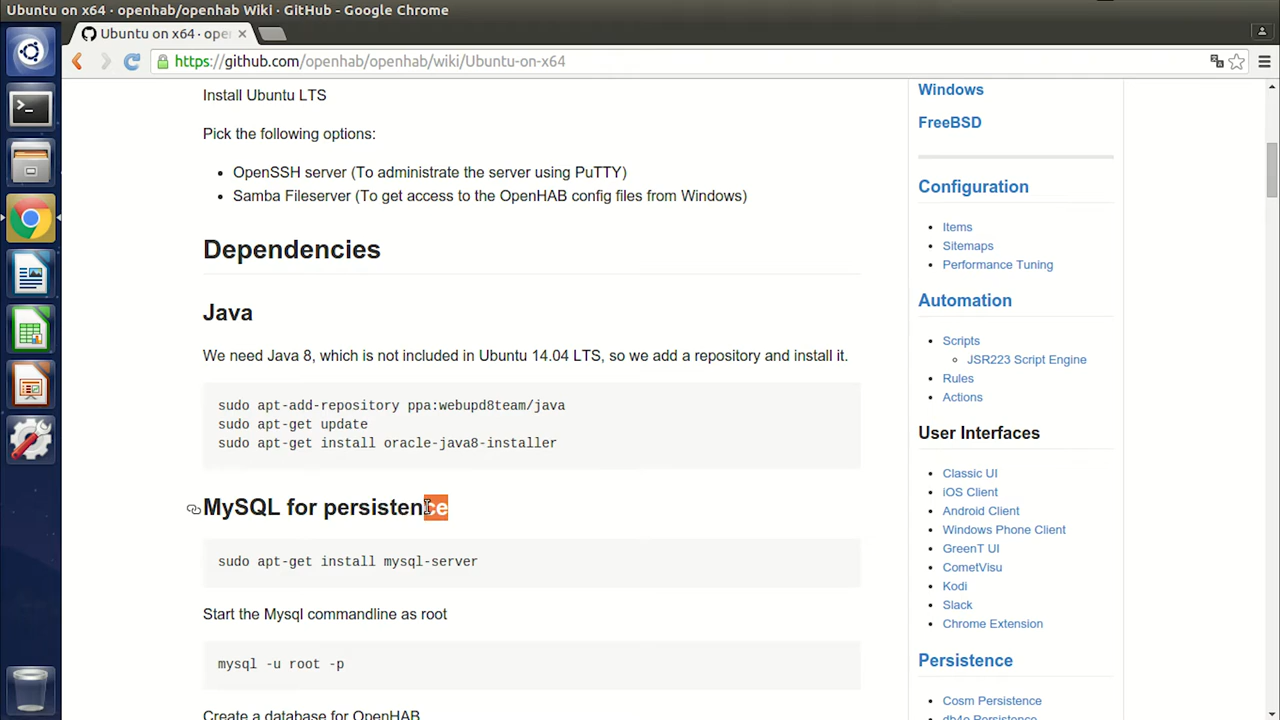 Ubuntu on x64 · openhab/openhab Wiki · GitHub - Google Chrome
Ubuntu on x64 · ope
https://github.com/openhab/openhab/wiki/Ubuntu-on-x64
Install Ubuntu LTS
Pick the following options:
OpenSSH server (To administrate the server using PuTTY)
Samba Fileserver (To get access to the OpenHAB config files from Windows)
Dependencies
Java
We need Java 8, which is not included in Ubuntu 14.04 LTS, so we add a repository and install it.
sudo apt-add-repository ppa:webupd8team/java
sudo apt-get update
sudo apt-get install oracle-java8-installer
MySQL for persistence
sudo apt-get install mysql-server
Start the Mysql commandline as root
mysql -u root -p
Create a database for OpenHAB
Windows
FreeBSD
Configuration
Items
Sitemaps
Performance Tuning
Automation
Scripts
JSR223 Script Engine
Rules
Actions
User Interfaces
Classic UI
iOS Client
Android Client
Windows Phone Client
GreenT UI
CometVisu
Kodi
Slack
Chrome Extension
Persistence
Cosm Persistence
db4o Persistence